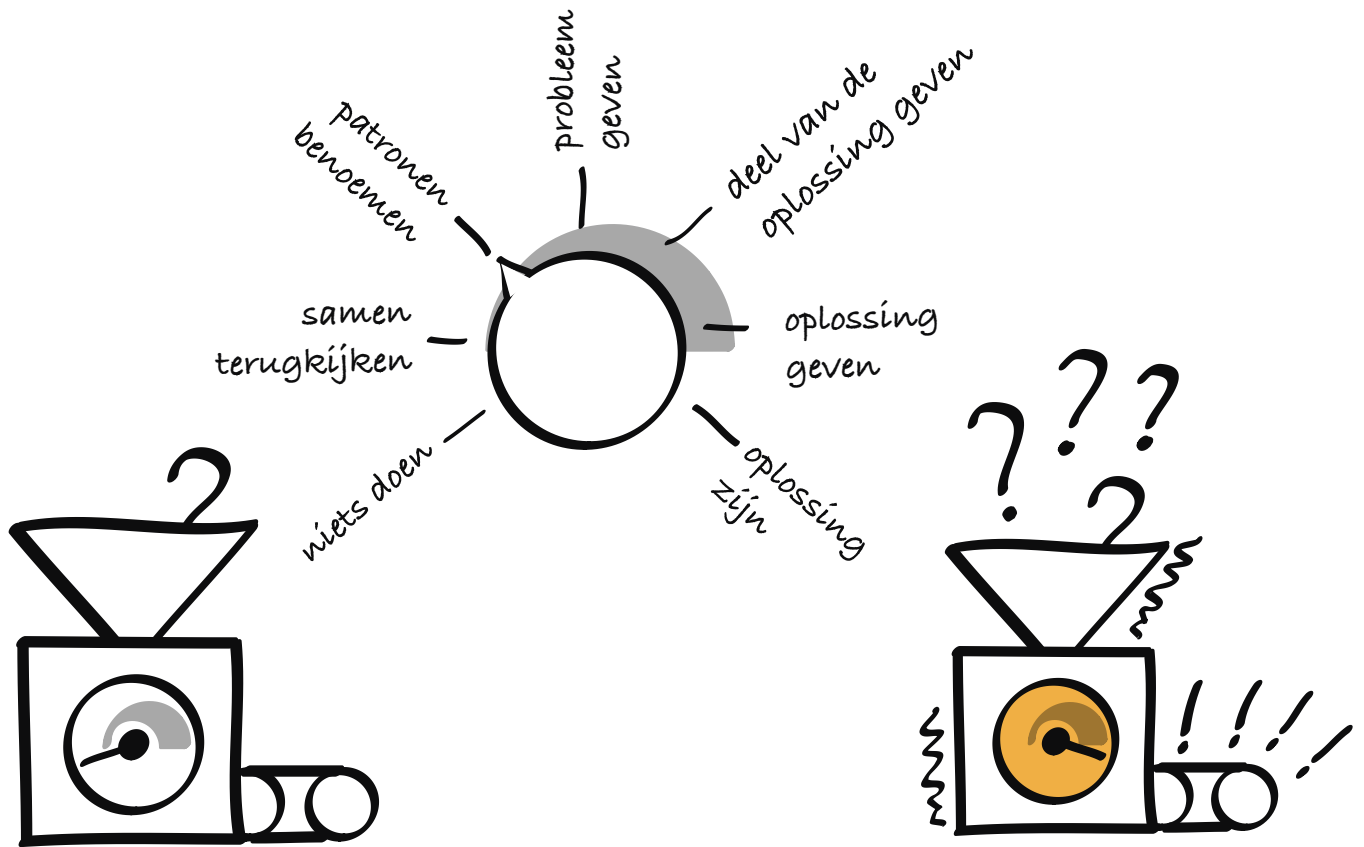 niets doen
samen
terugkijken
patronen
benoemen
probleem
geven
deel van de
oplossing geven
oplossing
geven
oplossing
zijn
?
? ? ? ?
! ! ! !